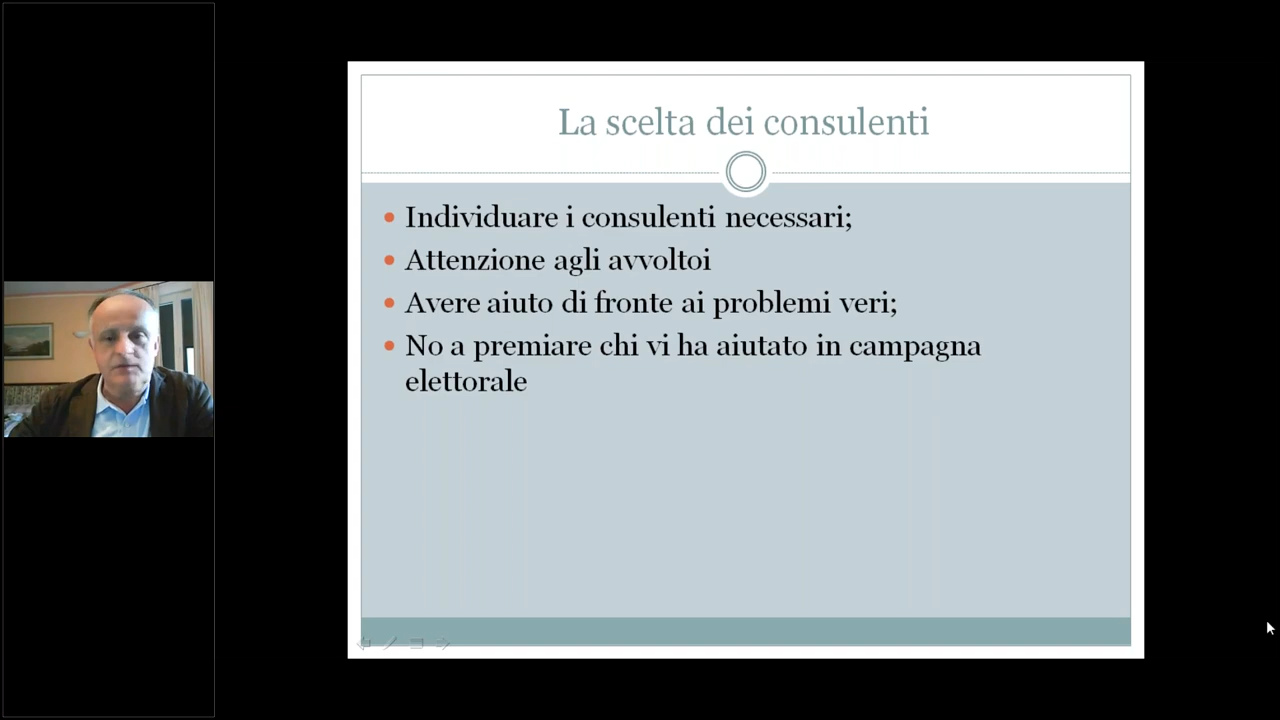 La scelta dei consulenti
Individuare i consulenti necessari;
Attenzione agli avvoltoi
Avere aiuto di fronte ai problemi veri;
No a premiare chi vi ha aiutato in campagna
elettorale